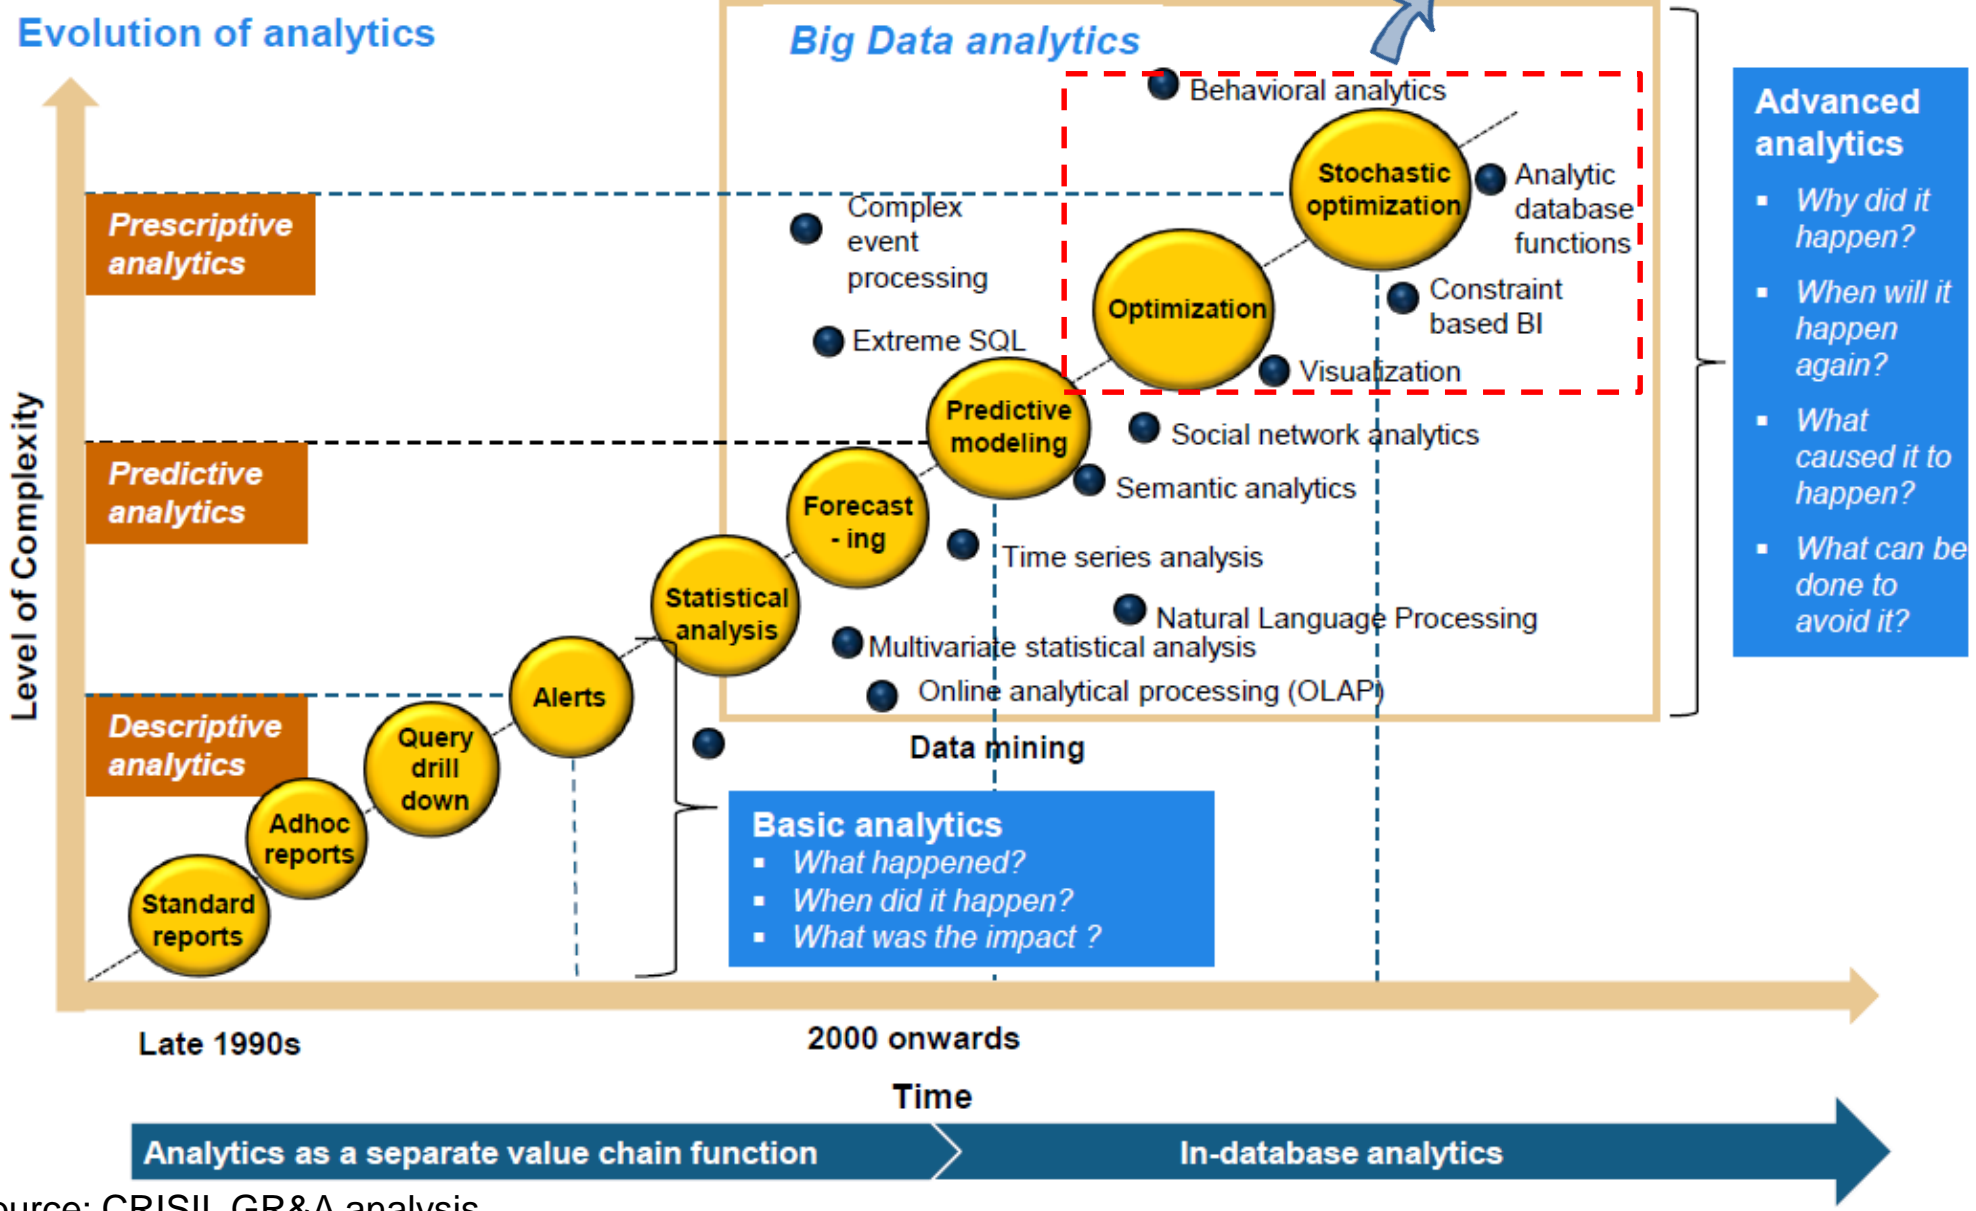 Evolution of analytics
Big Data analytics
Behavioral analytics
Stochastic
optimization
Analytic
database
functions
Constraint
based BI
Complex
event
processing
Extreme SQL
Optimization
Visualization
Predictive
modeling
Social network analytics
Semantic analytics
Forecast
- ing
Time series analysis
Natural Language Processing
Statistical
analysis
Multivariate statistical analysis
Online analytical processing (OLAP)
Data mining
Alerts
Query
drill
down
Adhoc
reports
Standard
reports
Prescriptive
analytics
Predictive
analytics
Descriptive
analytics
Level of Complexity
Advanced
analytics
▪ Why did it
happen?
▪ When will it
happen
again?
▪ What
caused it to
happen?
▪ What can be
done to
avoid it?
Basic analytics
▪ What happened?
▪ When did it happen?
▪ What was the impact ?
Late 1990s
2000 onwards
Time
Analytics as a separate value chain function
In-database analytics
ource: CRISIL GR&A analysis